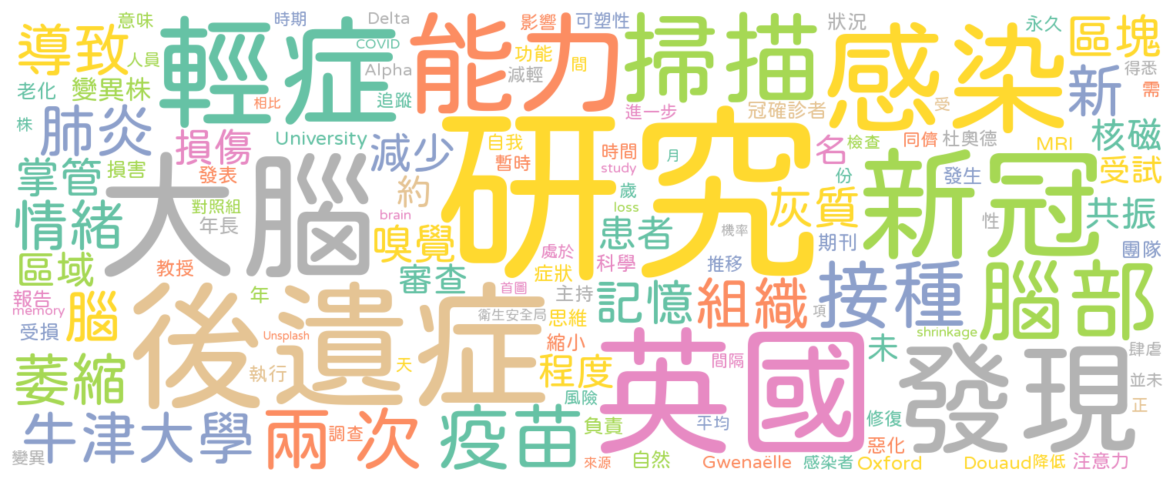 導致
人員
意味
時期
輕症
Delta
COVID
Alpha
能力
影響
可塑性
功能
間
減輕
掃描
狀況
感染
永久
區塊
得悉
老化
變異株
相比
追蹤
進一步
冠確診者
受
新
需
株
肺炎
損傷
University
減少
自我
暫時
研究
時間
study
月
名
檢查
份
同儕
杜奧德
MRI
核磁
掌管
損害
發表
大腦
約
歲
loss
灰質
新冠
發生
受試
情緒
對照組
年長
brain
嗅覺
患者
機率
期刊
性
共振
團隊
區域
教授
審查
處於
症狀
科學
推移
報告
memory
腦
年
後遺症
首圖
衛生安全局
主持
思維
記憶
組織
項
接種
腦部
受損
Unsplash
縮小
英國
shrinkage
萎縮
執行
天
程度
風險
間隔
未
發現
肆虐
並未
正
牛津大學
兩次
調查
疫苗
負責
平均
修復
惡化
變異
來源
自然
Gwenaëlle
感染者
Oxford
Douaud
降低
注意力